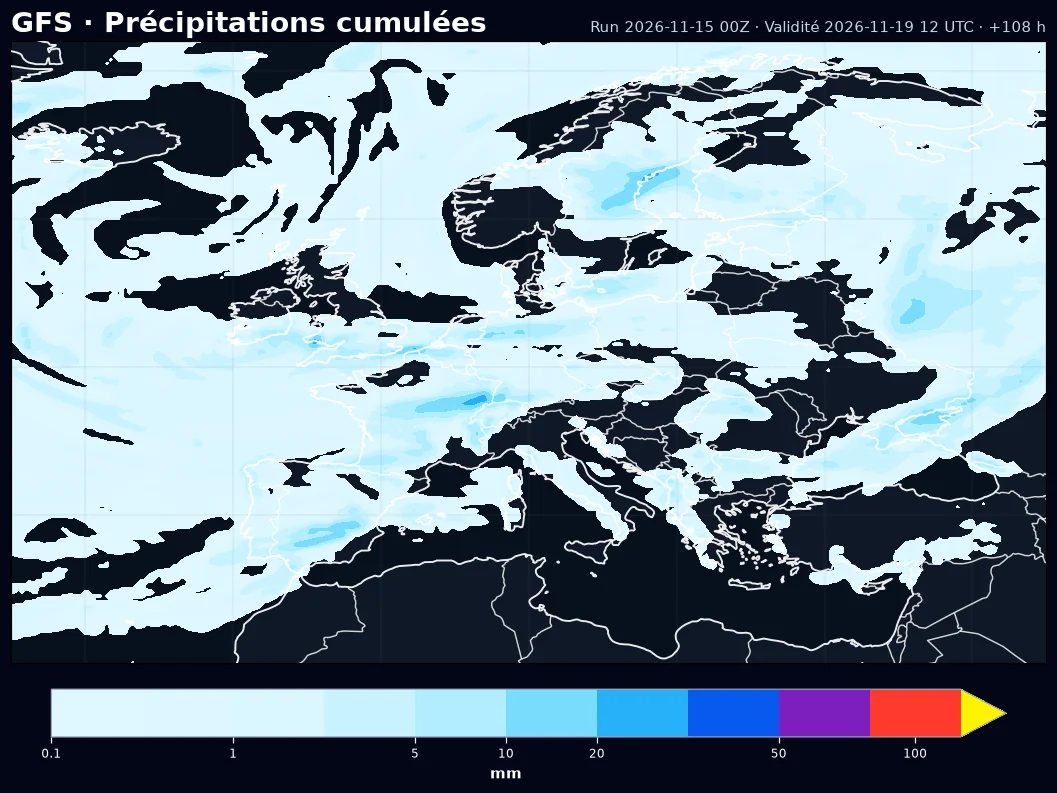 GFS · Précipitations cumulées
Run 2026-11-15 00Z · Validité 2026-11-19 12 UTC · +108 h
0.1 1 5 10 20 50 100
mm